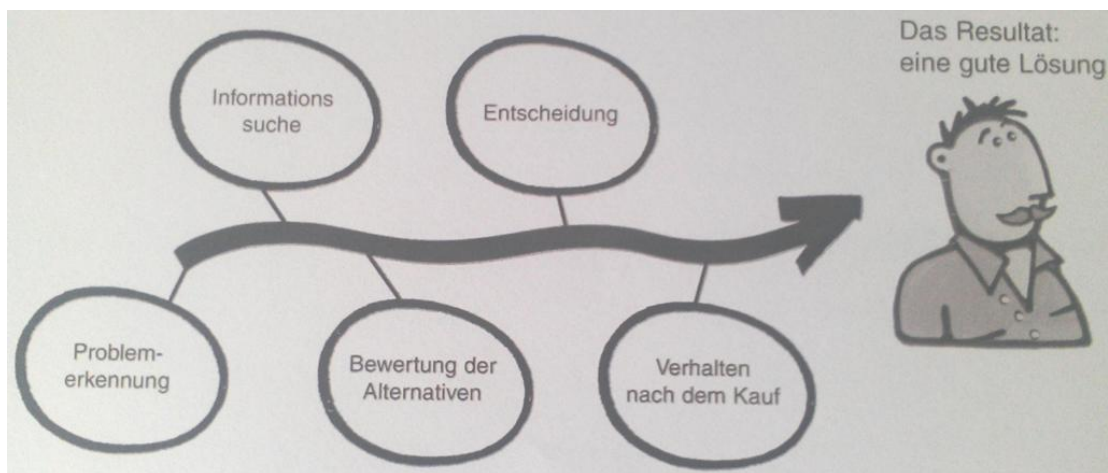 Das Resultat:
eine gute Lösung
Informations
suche
Entscheidung
Problem-
erkennung
Bewertung der
Alternativen
Verhalten
nach dem Kauf